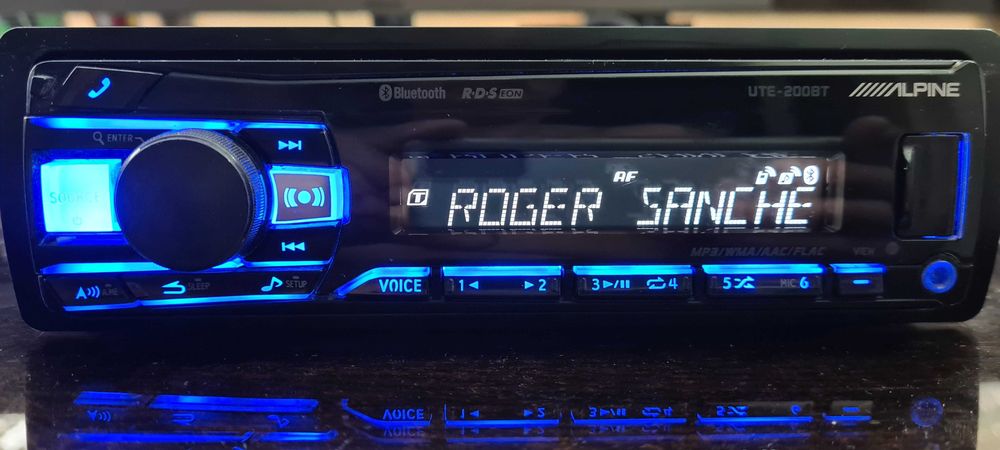 Bluetooth R·D·S EON UTE-200BT ALPINE
ENTER
SOURCE
AF
T ROGER SANCHE
MP3/WMA/AAC/FLAC VIEW
A SLEEP SETUP VOICE 1 2 3 4 5 MIC 6